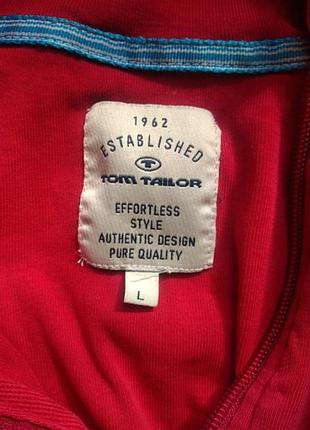 1962
ESTABLISHED
T
TOM TAILOR
EFFORTLESS
STYLE
AUTHENTIC DESIGN
PURE QUALITY
L